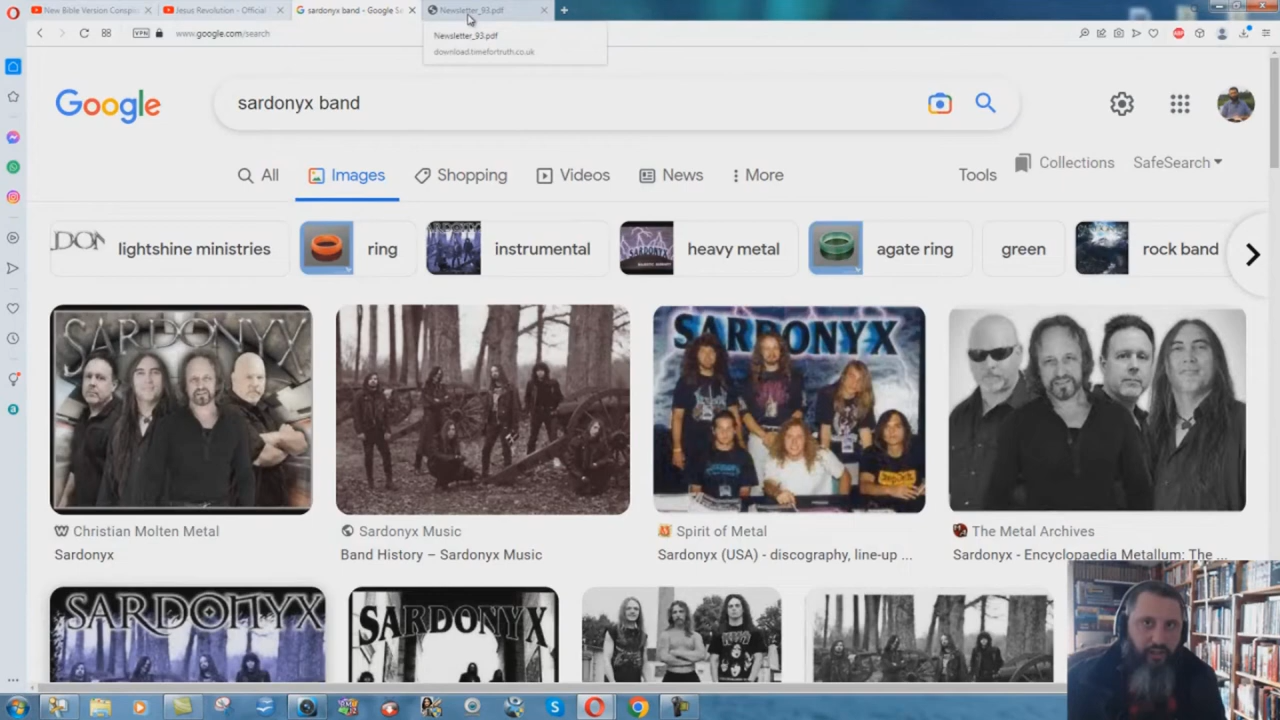 New Bible Version Conspi
Jesus Revolution - Official
sardonyx band - Google Se
Newsletter_93.pdf
VPN
www.google.com/search
Newsletter_93.pdf
download.timefortruth.co.uk
Google
sardonyx band
All
Images
Shopping
Videos
News
More
Tools
Collections
SafeSearch
DON
lightshine ministries
ring
instrumental
heavy metal
agate ring
green
rock band
SARDONYX
SARDONYX
Christian Molten Metal
Sardonyx Music
Spirit of Metal
The Metal Archives
Sardonyx
Band History – Sardonyx Music
Sardonyx (USA) - discography, line-up ...
Sardonyx - Encyclopaedia Metallum: The ...
SARDONYX
SARDONYX